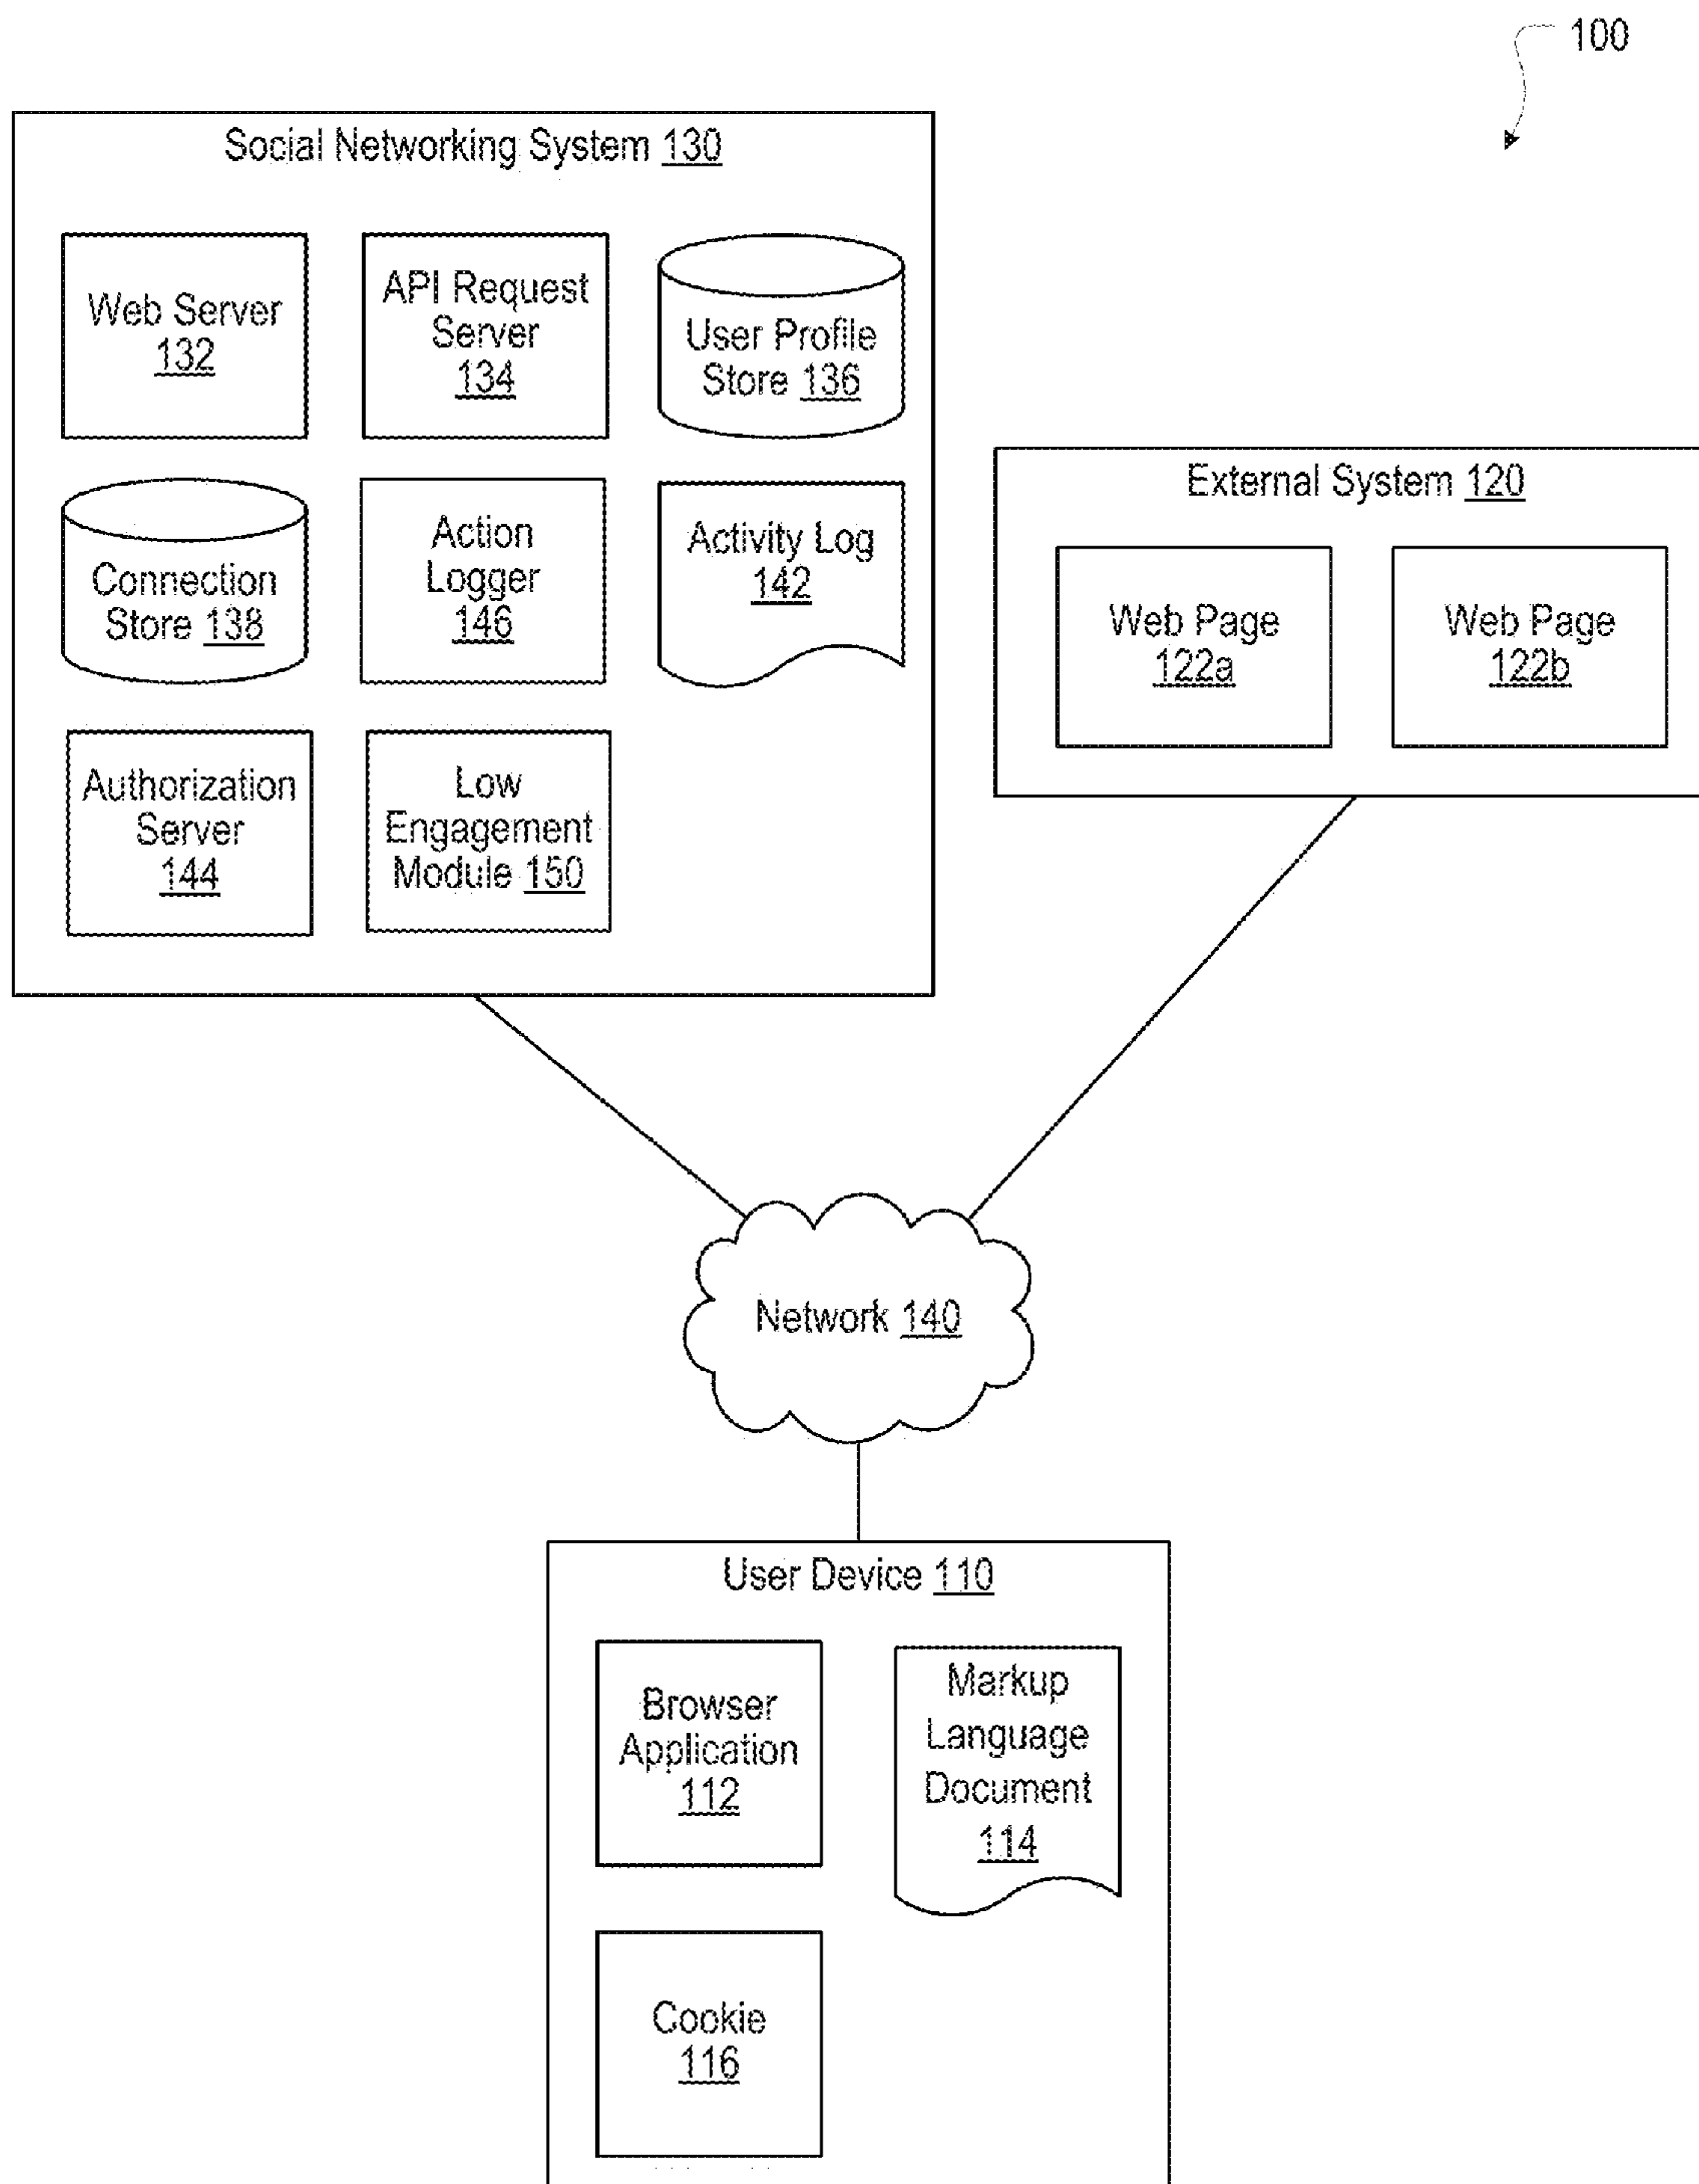 100
Social Networking System 130
Web Server
132
API Request
Server
134
User Profile
Store 136
Connection
Store 138
Action
Logger
146
Activity Log
142
Authorization
Server
144
Low
Engagement
Module 150
External System 120
Web Page
122a
Web Page
122b
Network 140
User Device 110
Browser
Application
112
Markup
Language
Document
114
Cookie
116